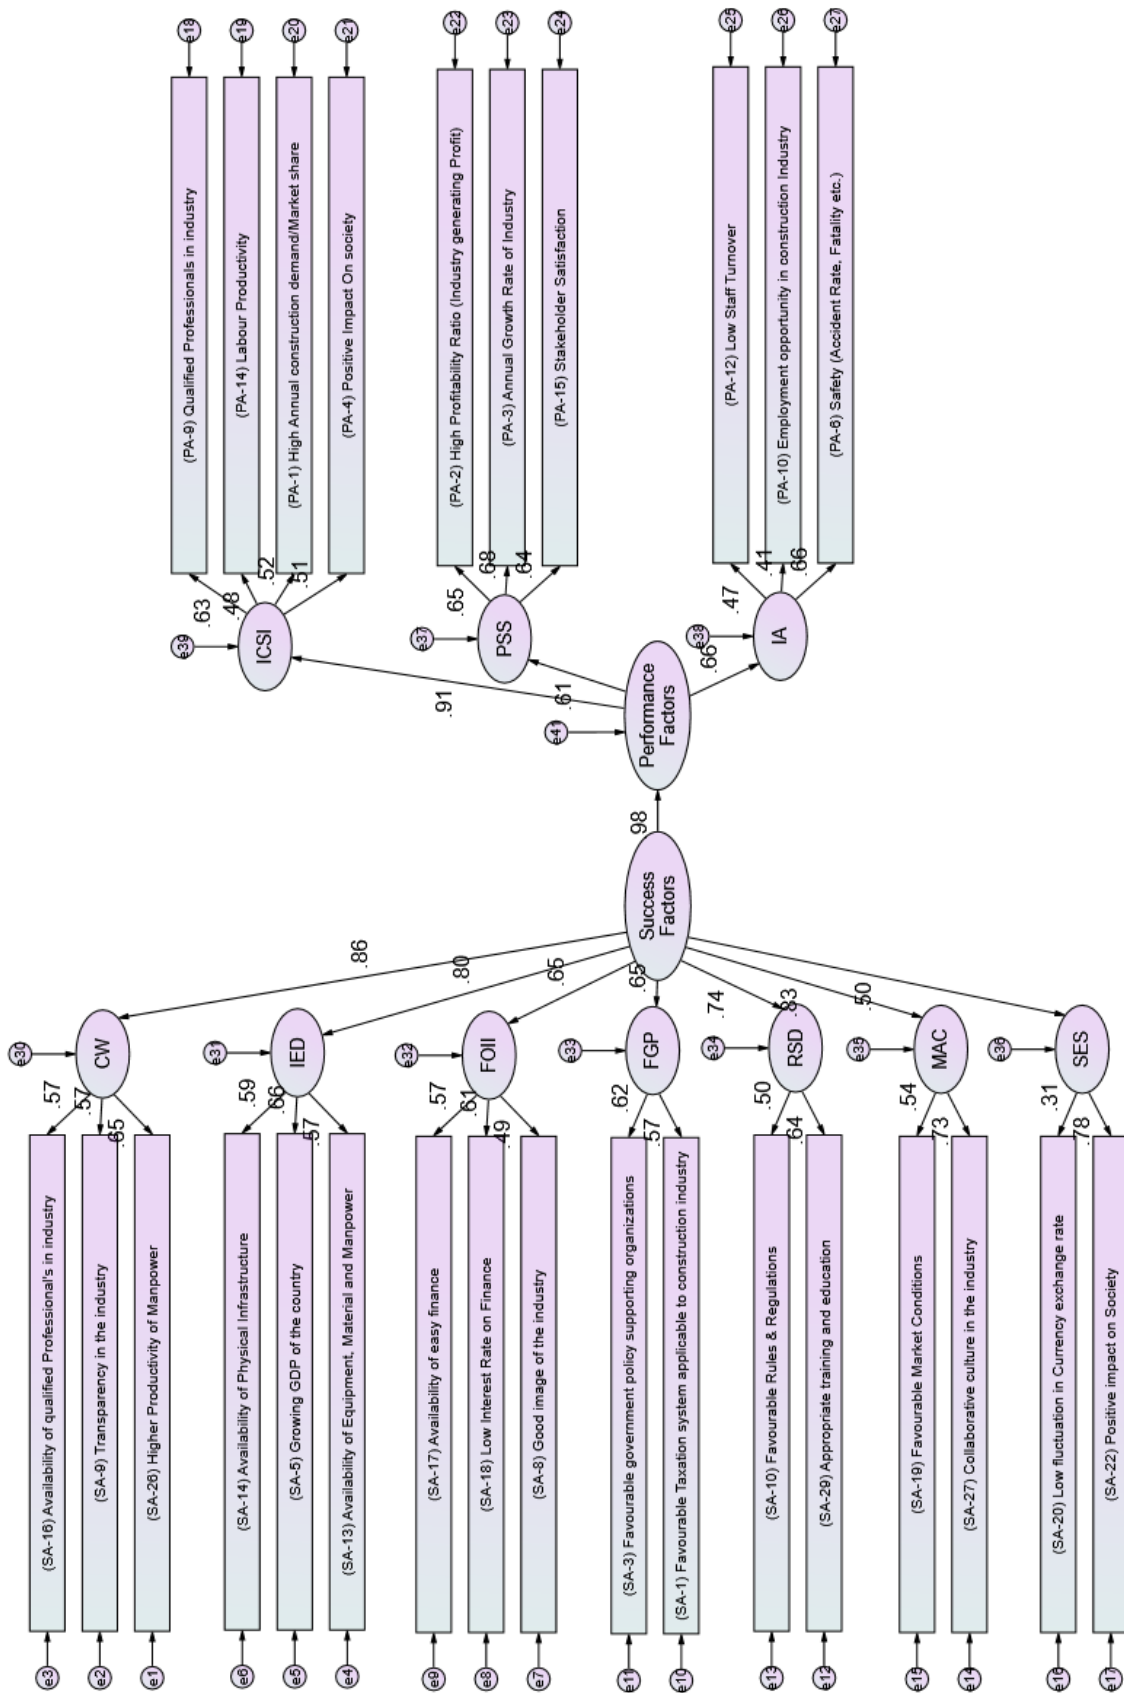 e18
e19
e20
e21
(PA-9) Qualified Professionals in industry
(PA-14) Labour Productivity
(PA-1) High Annual construction demand/Market share
(PA-4) Positive Impact On society
.63
.48
.52
.51
e39
ICSI
e22
e23
e24
(PA-2) High Profitability Ratio (Industry generating Profit)
(PA-3) Annual Growth Rate of Industry
(PA-15) Stakeholder Satisfaction
.65
.68
.64
e37
PSS
e25
e26
e27
(PA-12) Low Staff Turnover
(PA-10) Employment opportunity in construction Industry
(PA-6) Safety (Accident Rate, Fatality etc.)
.47
.41
.66
e38
IA
.91
.61
.66
e41
Performance
Factors
.98
Success
Factors
.86
.80
.65
.65
.74
.83
.50
e30
CW
.57
.57
.65
(SA-16) Availability of qualified Professional's in industry
(SA-9) Transparency in the industry
(SA-26) Higher Productivity of Manpower
e3
e2
e1
e31
IED
.59
.66
.57
(SA-14) Availability of Physical Infrastructure
(SA-5) Growing GDP of the country
(SA-13) Availability of Equipment, Material and Manpower
e6
e5
e4
e32
FOII
.57
.61
.49
(SA-17) Availability of easy finance
(SA-18) Low Interest Rate on Finance
(SA-8) Good image of the industry
e9
e8
e7
e33
FGP
.62
.57
(SA-3) Favourable government policy supporting organizations
(SA-1) Favourable Taxation system applicable to construction industry
e11
e10
e34
RSD
.50
.64
(SA-10) Favourable Rules & Regulations
(SA-29) Appropriate training and education
e13
e12
e35
MAC
.54
.73
(SA-19) Favourable Market Conditions
(SA-27) Collaborative culture in the industry
e15
e14
e36
SES
.31
.78
(SA-20) Low fluctuation in Currency exchange rate
(SA-22) Positive impact on Society
e16
e17